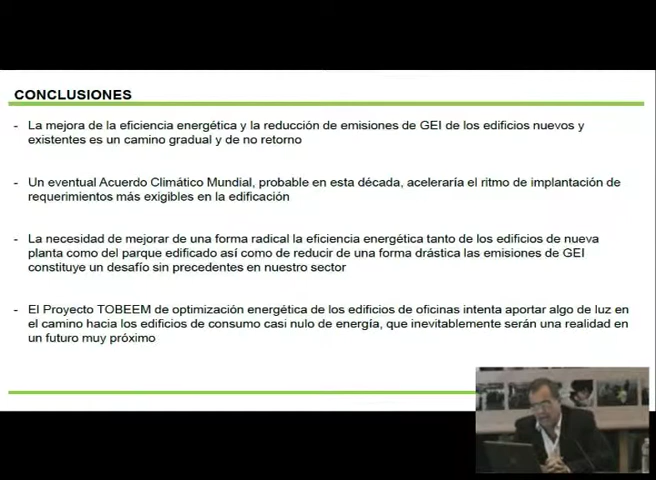 CONCLUSIONES
- La mejora de la eficiencia energética y la reducción de emisiones de GEI de los edificios nuevos y
existentes es un camino gradual y de no retorno
- Un eventual Acuerdo Climático Mundial, probable en esta década, aceleraría el ritmo de implantación de
requerimientos más exigibles en la edificación
- La necesidad de mejorar de una forma radical la eficiencia energética tanto de los edificios de nueva
planta como del parque edificado así como de reducir de una forma drástica las emisiones de GEI
constituye un desafío sin precedentes en nuestro sector
- El Proyecto TOBEEM de optimización energética de los edificios de oficinas intenta aportar algo de luz en
el camino hacia los edificios de consumo casi nulo de energía, que inevitablemente serán una realidad en
un futuro muy próximo